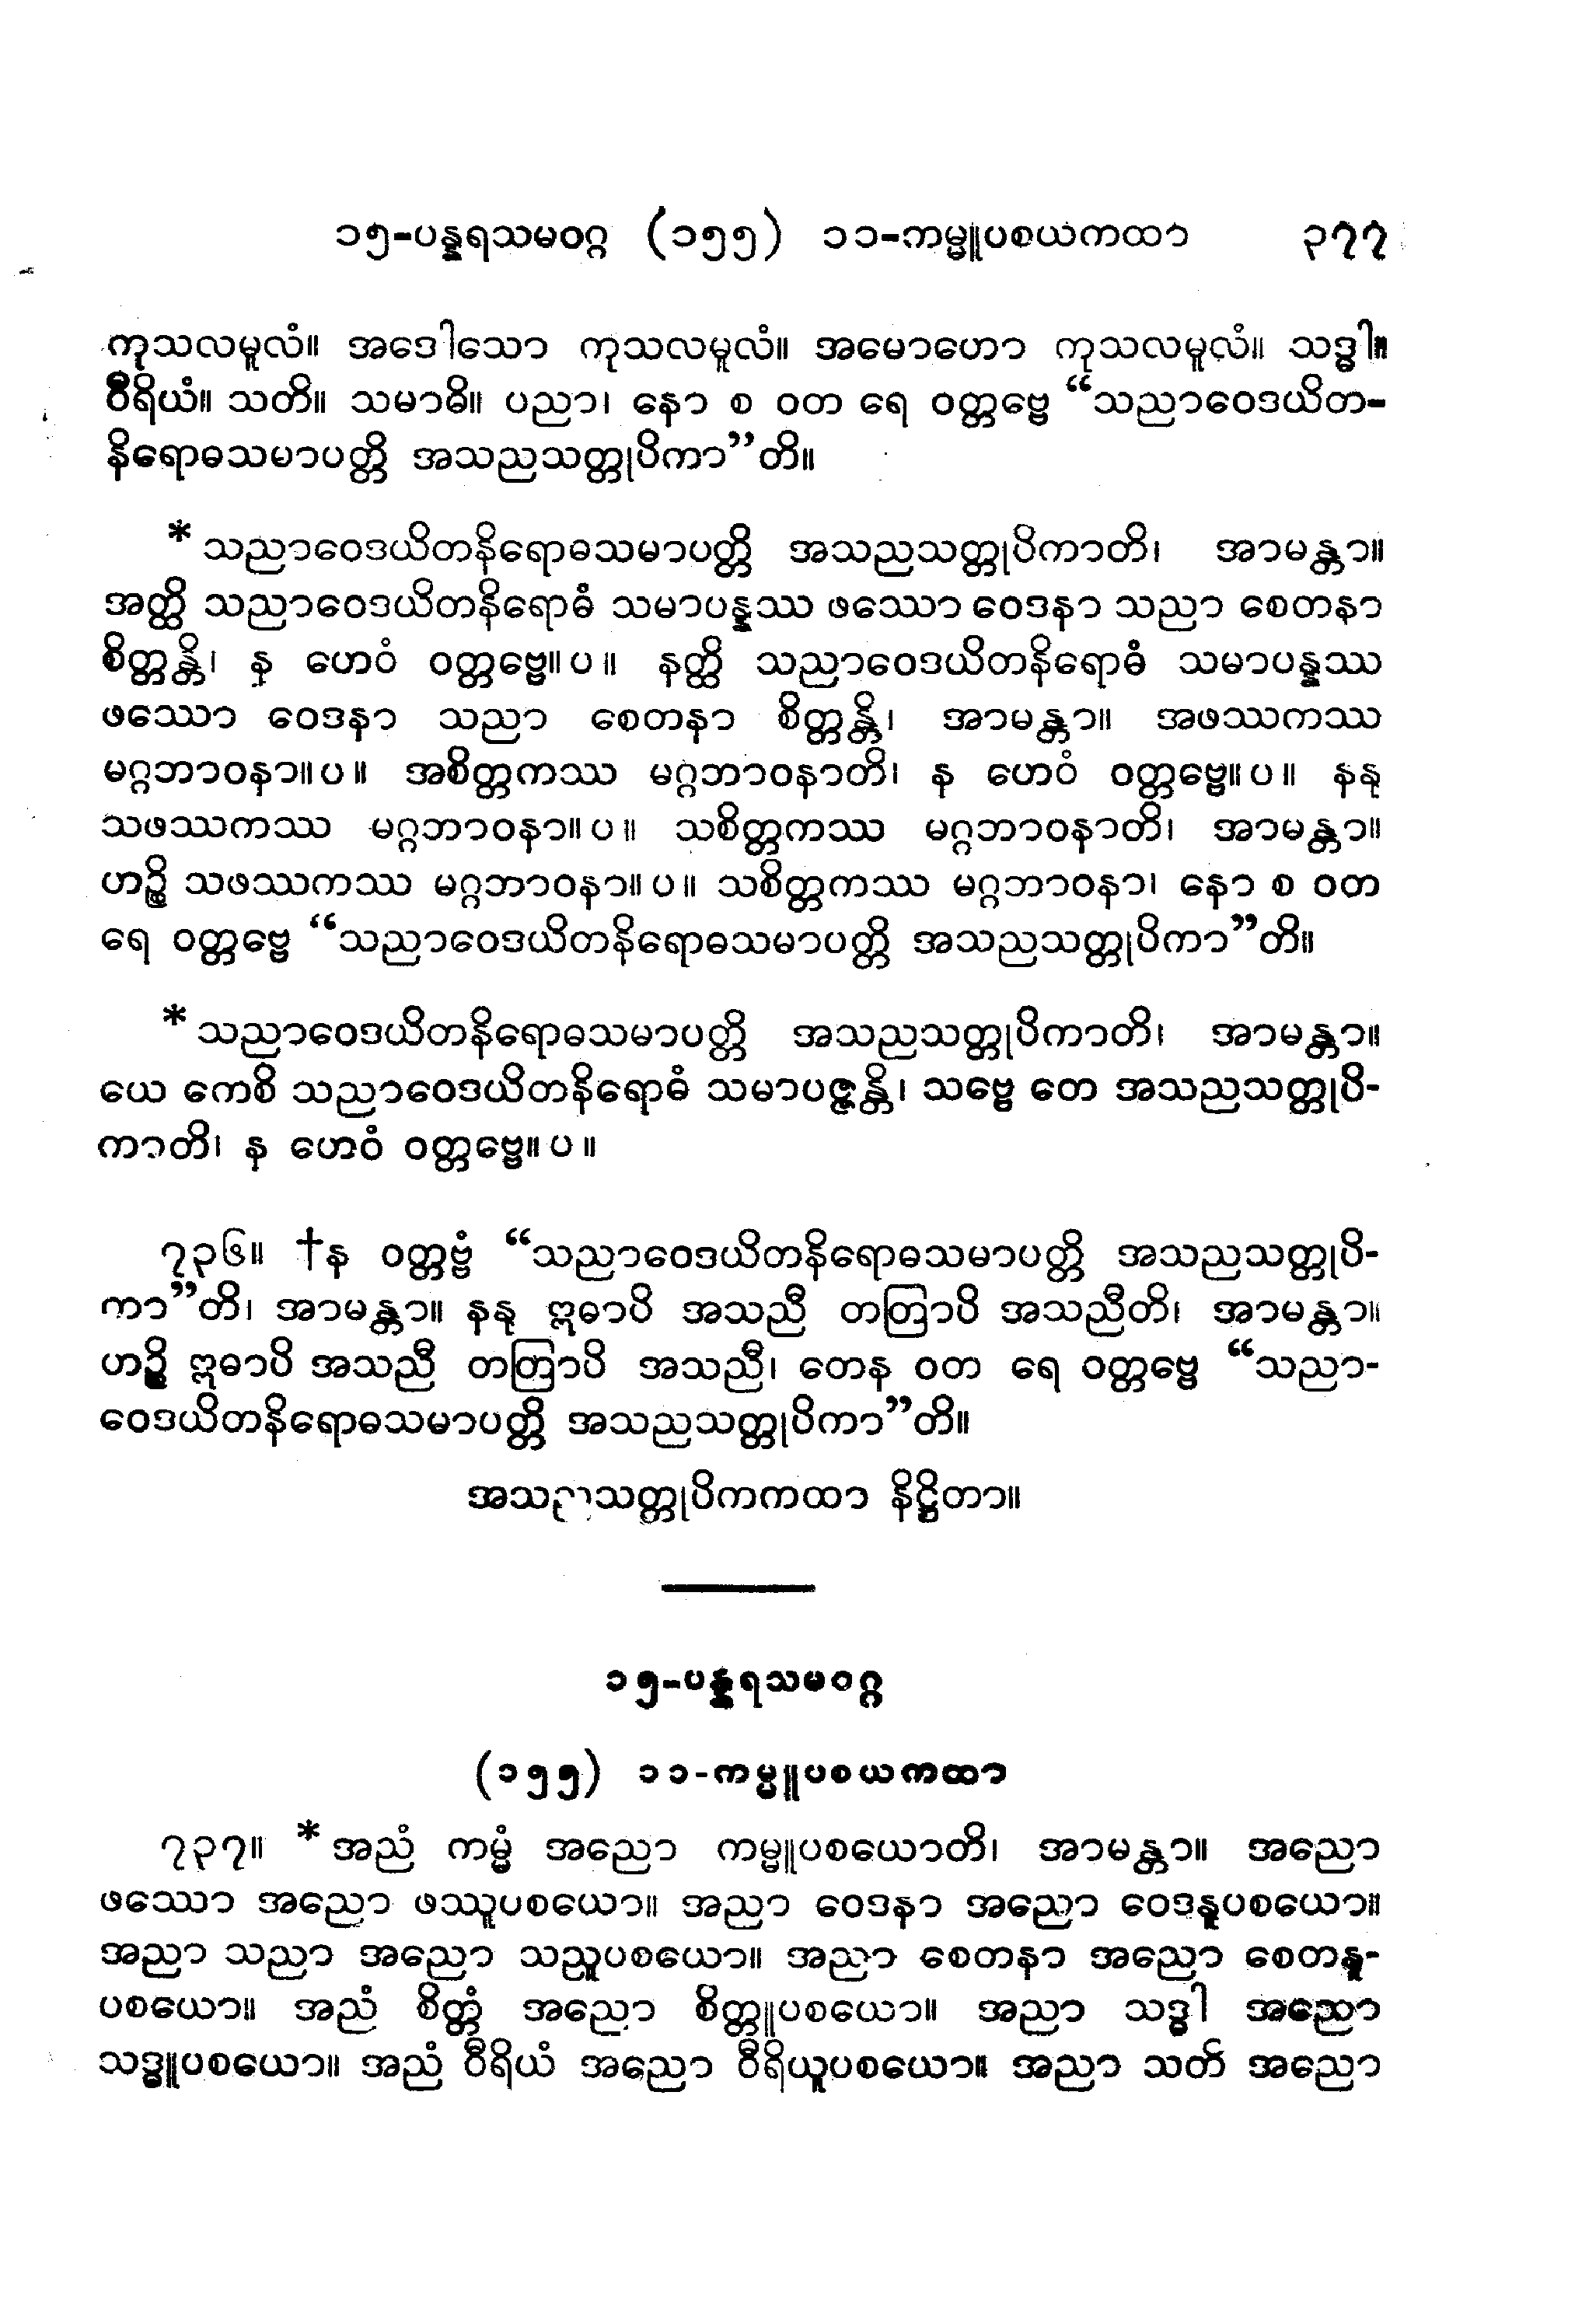 ၁၅-ပန္နရသမဝဂ္ဂ (၁၅၅) ၁၁-ကမ္မူပစယကထာ ၃၇၇
ကုသလမူလံ။ အဒေါသော ကုသလမူလံ။ အမောဟော ကုသလမူလံ။ သဒ္ဓါ။
ဝီရိယံ။ သတိ။ သမာဓိ။ ပညာ၊ နော စ ဝတ ရေ ဝတ္တဗ္ဗေ “သညာဝေဒယိတ-
နိရောဓသမာပတ္တိ အသညသတ္တုပိကာ”တိ။
* သညာဝေဒယိတနိရောဓသမာပတ္တိ အသညသတ္တုပိကာတိ၊ အာမန္တာ။
အတ္ထိ သညာဝေဒယိတနိရောဓံ သမာပန္နဿ ဖဿော ဝေဒနာ သညာ စေတနာ
စိတ္တန္တိ၊ န ဟေဝံ ဝတ္တဗ္ဗေ။ပ။ နတ္ထိ သညာဝေဒယိတနိရောဓံ သမာပန္နဿ
ဖဿော ဝေဒနာ သညာ စေတနာ စိတ္တန္တိ၊ အာမန္တာ။ အဖဿကဿ
မဂ္ဂဘာဝနာ။ပ။ အစိတ္တကဿ မဂ္ဂဘာဝနာတိ၊ န ဟေဝံ ဝတ္တဗ္ဗေ။ပ။ နနု
သဖဿကဿ မဂ္ဂဘာဝနာ။ပ။ သစိတ္တကဿ မဂ္ဂဘာဝနာတိ၊ အာမန္တာ။
ဟဉ္စိ သဖဿကဿ မဂ္ဂဘာဝနာ။ပ။ သစိတ္တကဿ မဂ္ဂဘာဝနာ၊ နော စ ဝတ
ရေ ဝတ္တဗ္ဗေ “သညာဝေဒယိတနိရောဓသမာပတ္တိ အသညသတ္တုပိကာ”တိ။
* သညာဝေဒယိတနိရောဓသမာပတ္တိ အသညသတ္တုပိကာတိ၊ အာမန္တာ။
ယေ ကေစိ သညာဝေဒယိတနိရောဓံ သမာပဇ္ဇန္တိ၊ သဗ္ဗေ တေ အသညသတ္တုပိ-
ကာတိ၊ န ဟေဝံ ဝတ္တဗ္ဗေ။ပ။
၇၃၆။ †န ဝတ္တဗ္ဗံ “သညာဝေဒယိတနိရောဓသမာပတ္တိ အသညသတ္တုပိ-
ကာ”တိ၊ အာမန္တာ။ နနု ဣဓာပိ အသညီ တတြာပိ အသညီတိ၊ အာမန္တာ။
ဟဉ္စိ ဣဓာပိ အသညီ တတြာပိ အသညီ၊ တေန ဝတ ရေ ဝတ္တဗ္ဗေ “သညာ-
ဝေဒယိတနိရောဓသမာပတ္တိ အသညသတ္တုပိကာ”တိ။
အသညသတ္တုပိကကထာ နိဋ္ဌိတာ။
၁၅-ပန္နရသမဝဂ္ဂ
(၁၅၅) ၁၁-ကမ္မူပစယကထာ
၇၃၇။ * အညံ ကမ္မံ အညော ကမ္မူပစယောတိ၊ အာမန္တာ။ အညော
ဖဿော အညော ဖဿူပစယော။ အညာ ဝေဒနာ အညော ဝေဒနူပစယော။
အညာ သညာ အညော သညူပစယော။ အညာ စေတနာ အညော စေတနူ-
ပစယော။ အညံ စိတ္တံ အညော စိတ္တူပစယော။ အညာ သဒ္ဓါ အညော
သဒ္ဓူပစယော။ အညံ ဝီရိယံ အညော ဝီရိယူပစယော။ အညာ သတိ အညော